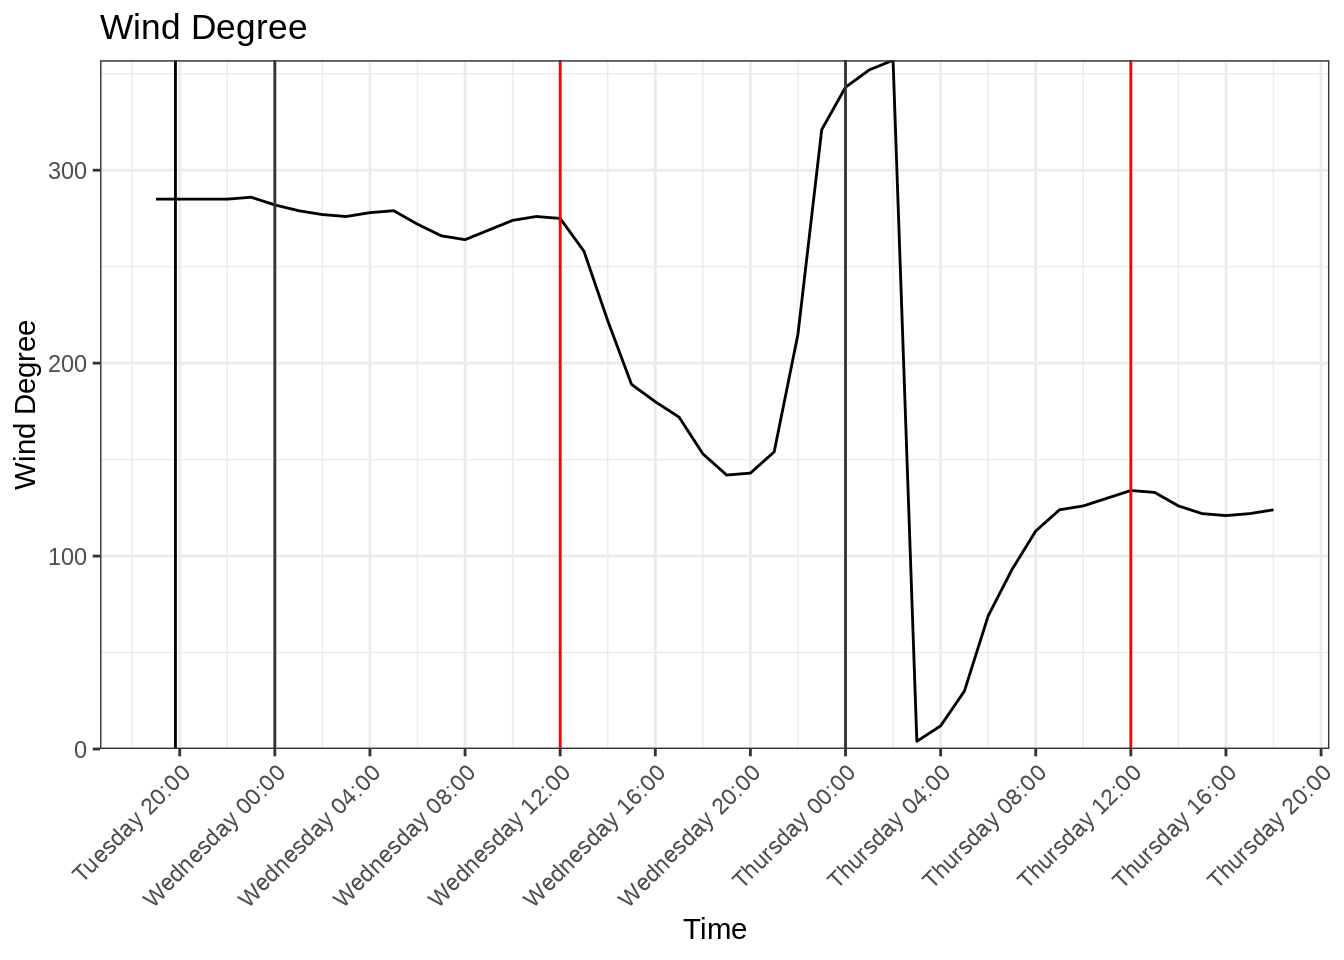 Wind Degree
Wind Degree
300
200
100
0
Tuesday 20:00
Wednesday 00:00
Wednesday 04:00
Wednesday 08:00
Wednesday 12:00
Wednesday 16:00
Wednesday 20:00
Thursday 00:00
Thursday 04:00
Thursday 08:00
Thursday 12:00
Thursday 16:00
Thursday 20:00
Time